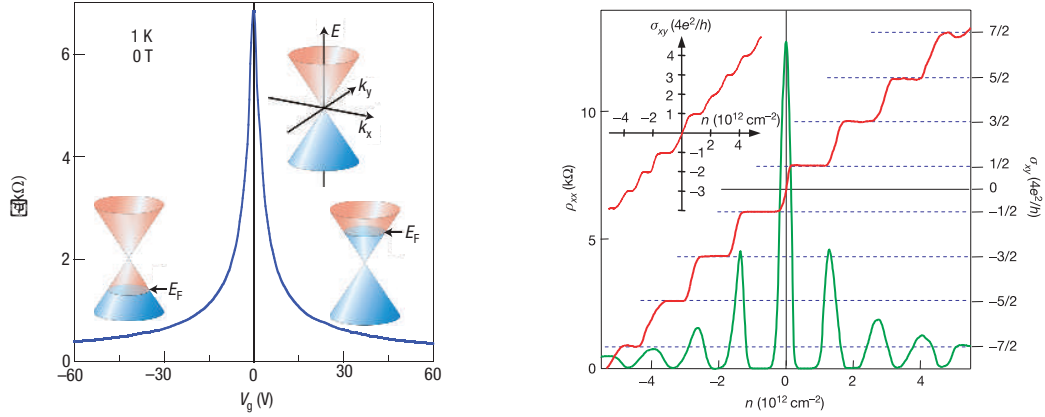 1 K
0 T
E
k_y
k_x
E_F
E_F
6
4
2
0
(kΩ)
−60
−30
0
30
60
V_g (V)
σ_xy (4e²/h)
4
3
2
1
−1
−2
−3
−4
−2
2
4
n (10¹² cm⁻²)
10
5
0
ρ_xx (kΩ)
7/2
5/2
3/2
1/2
0
−1/2
−3/2
−5/2
−7/2
σ_xy (4e²/h)
−4
−2
0
2
4
n (10¹² cm⁻²)